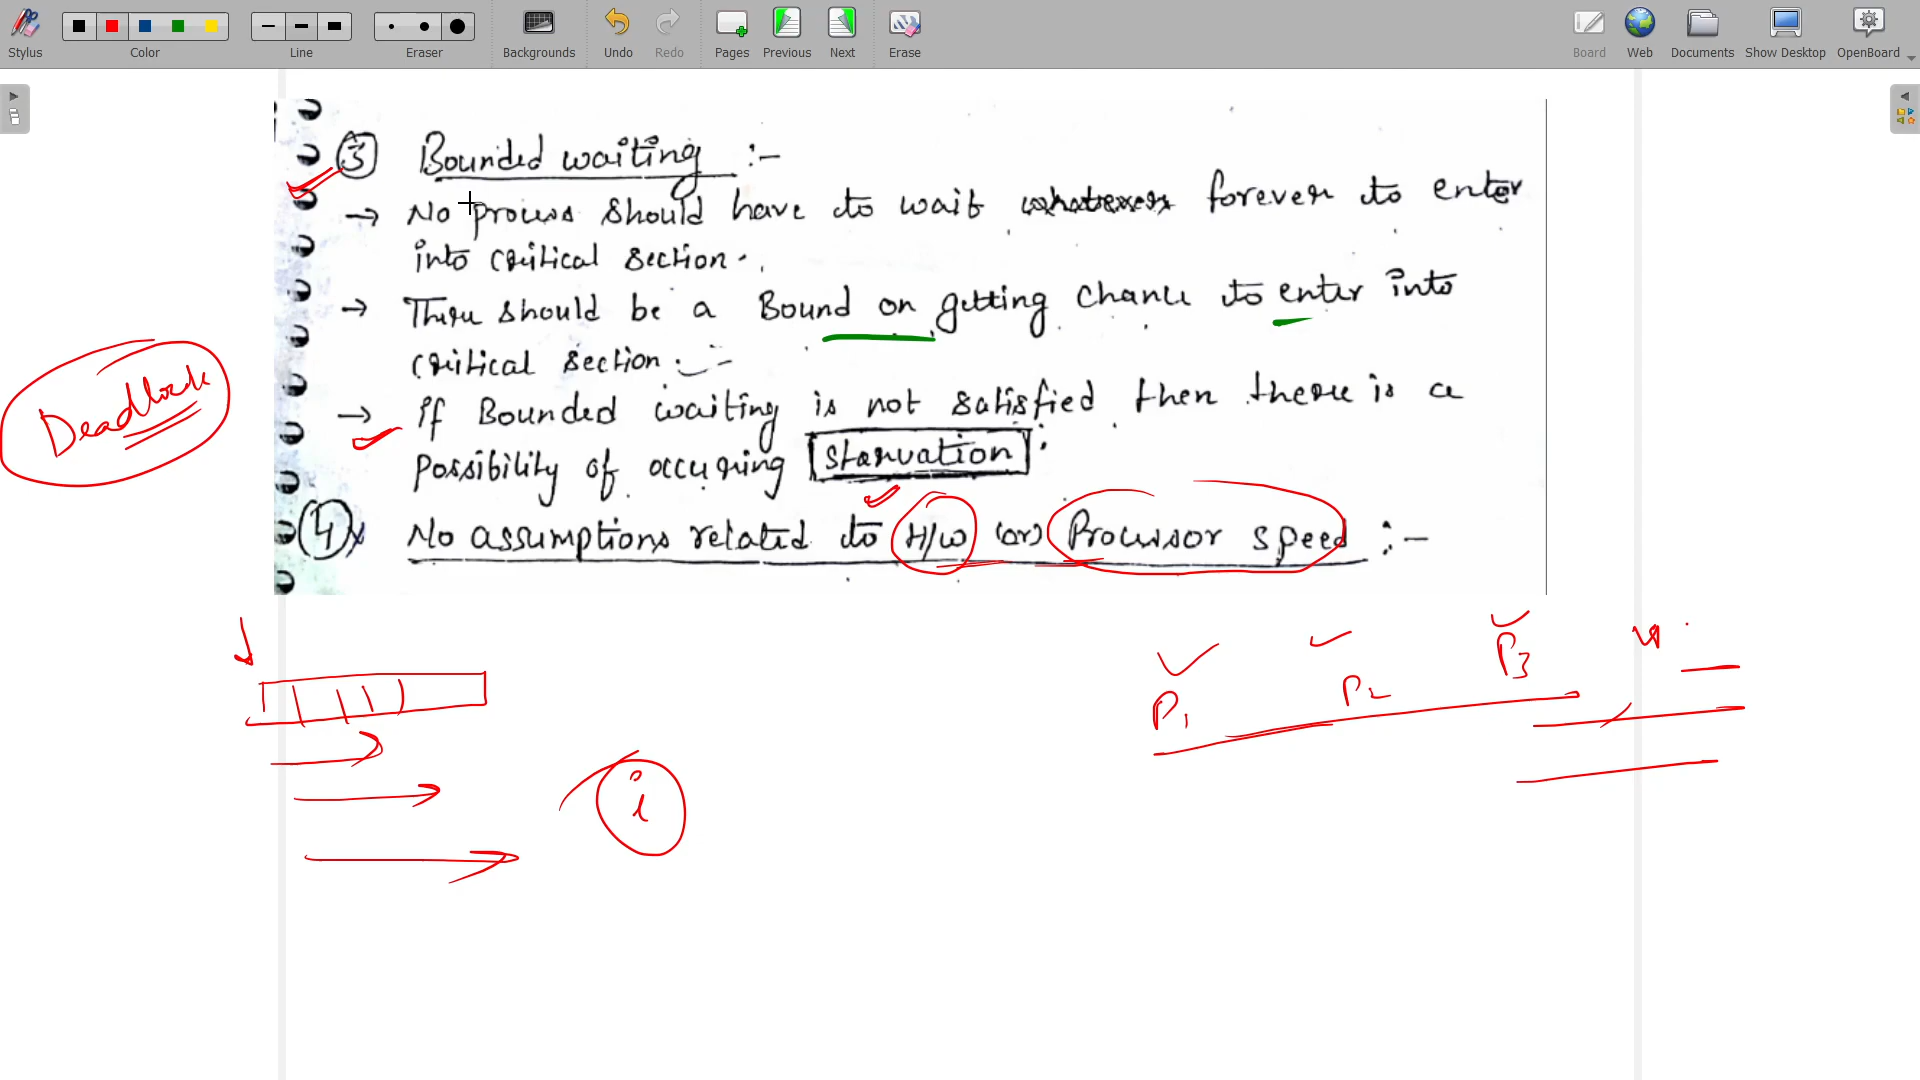 Stylus
Color
Line
Eraser
Backgrounds
Undo
Redo
Pages
Previous
Next
Erase
Board
Web
Documents
Show Desktop
OpenBoard
③ Bounded waiting :-
→ No process should have to wait forever to enter
into critical section.
→ There should be a Bound on getting chance to enter into
critical section :-
→ if Bounded waiting is not satisfied then there is a
possibility of occuring starvation :
④ No assumptions related to H/W (or) Processor speed :-
Deadlock
P1 P2 P3
i